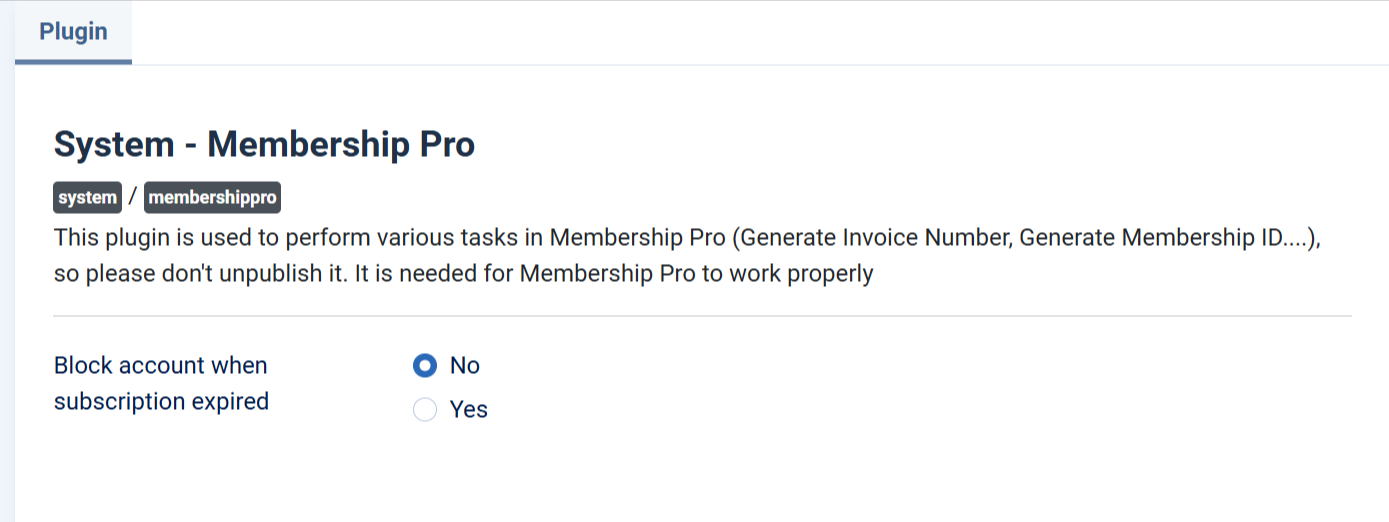 Plugin
System - Membership Pro
system / membershippro
This plugin is used to perform various tasks in Membership Pro (Generate Invoice Number, Generate Membership ID....),
so please don't unpublish it. It is needed for Membership Pro to work properly
Block account when
subscription expired
No
Yes